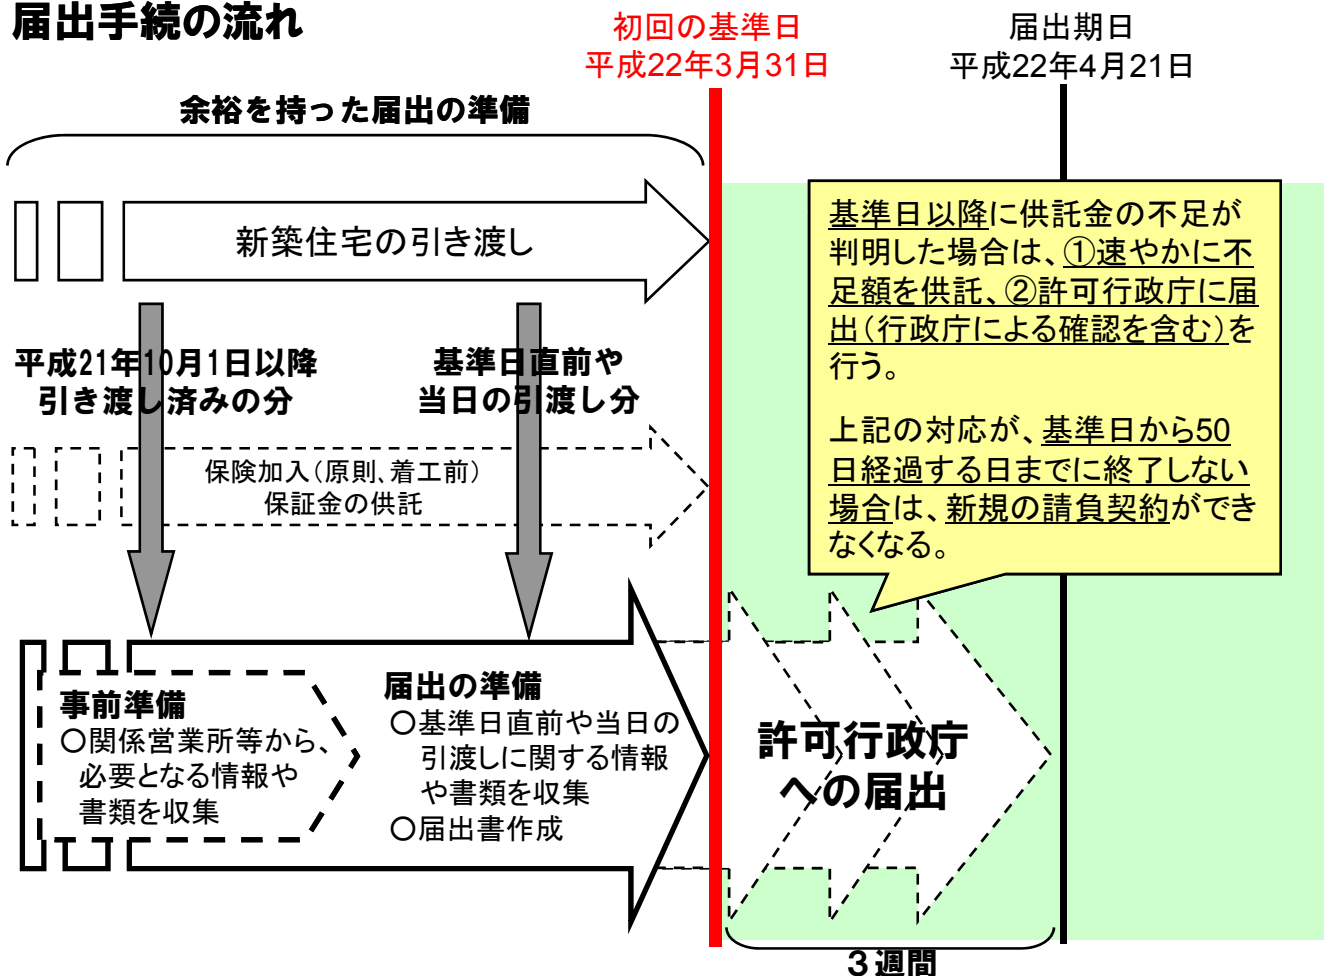 届出手続の流れ
初回の基準日
平成22年3月31日
届出期日
平成22年4月21日
余裕を持った届出の準備
新築住宅の引き渡し
平成21年10月1日以降
引き渡し済みの分
基準日直前や
当日の引渡し分
保険加入(原則、着工前)
保証金の供託
基準日以降に供託金の不足が
判明した場合は、①速やかに不
足額を供託、②許可行政庁に届
出(行政庁による確認を含む)を
行う。
上記の対応が、基準日から50
日経過する日までに終了しない
場合は、新規の請負契約ができ
なくなる。
事前準備
○関係営業所等から、
必要となる情報や
書類を収集
届出の準備
○基準日直前や当日の
引渡しに関する情報
や書類を収集
○届出書作成
許可行政庁
への届出
3週間